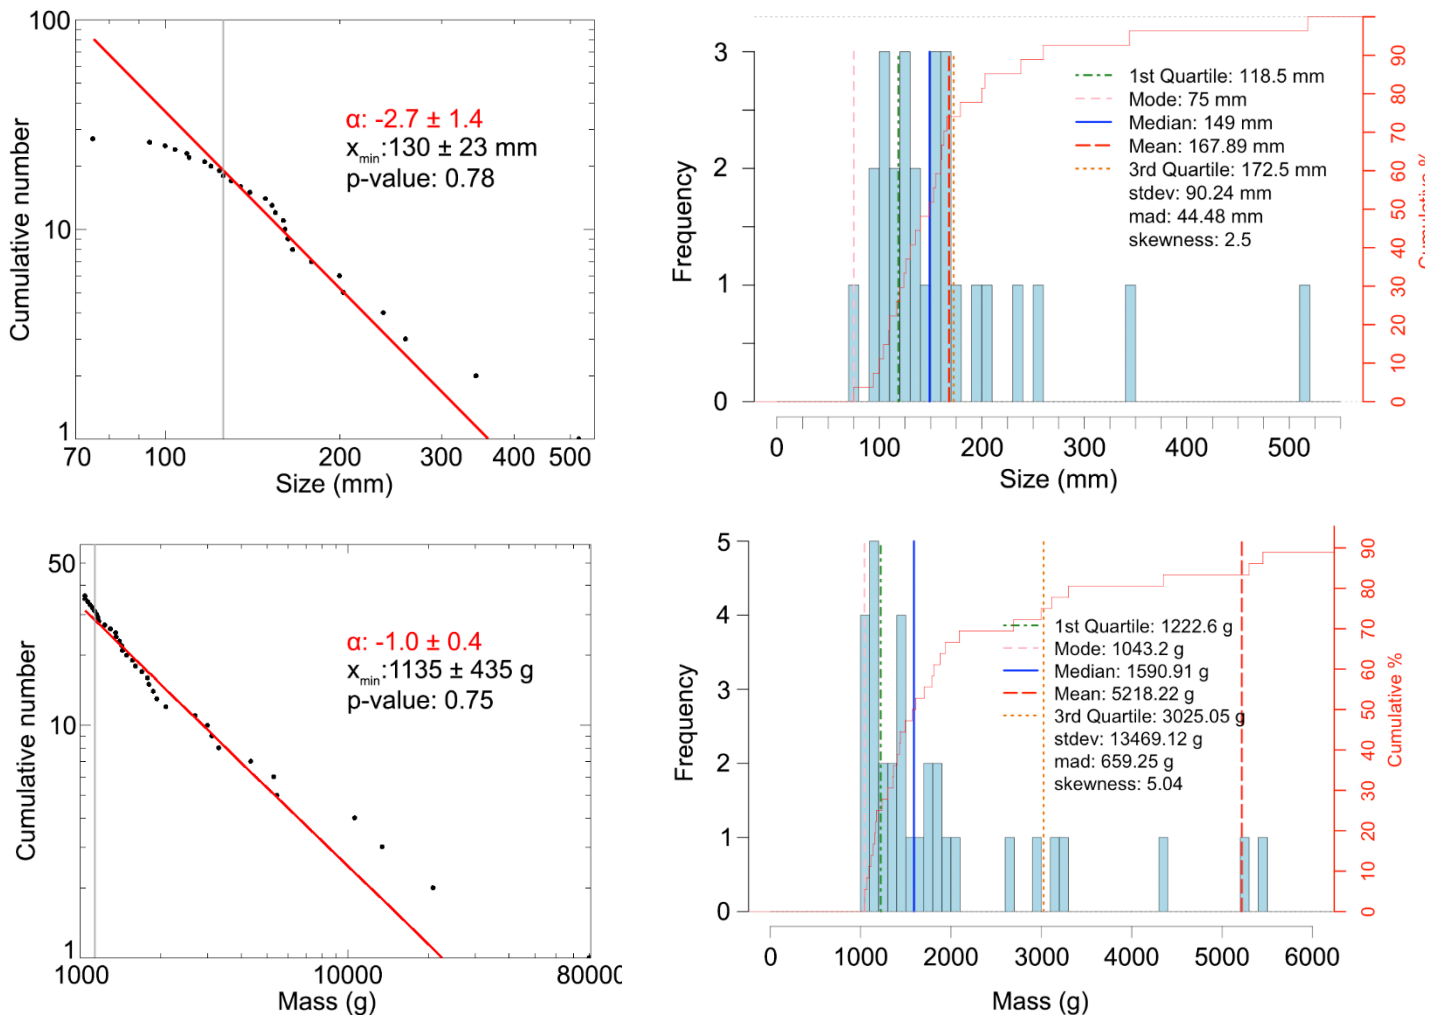 100
10
1
Cumulative number
α: -2.7 ± 1.4
xmin:130 ± 23 mm
p-value: 0.78
70 100 200 300 400 500
Size (mm)
3
2
1
0
Frequency
1st Quartile: 118.5 mm
Mode: 75 mm
Median: 149 mm
Mean: 167.89 mm
3rd Quartile: 172.5 mm
stdev: 90.24 mm
mad: 44.48 mm
skewness: 2.5
0 10 20 30 40 50 60 70 80 90
Cumulative %
0 100 200 300 400 500
Size (mm)
50
10
1
Cumulative number
α: -1.0 ± 0.4
xmin:1135 ± 435 g
p-value: 0.75
1000 10000 80000
Mass (g)
5
4
3
2
1
0
Frequency
1st Quartile: 1222.6 g
Mode: 1043.2 g
Median: 1590.91 g
Mean: 5218.22 g
3rd Quartile: 3025.05 g
stdev: 13469.12 g
mad: 659.25 g
skewness: 5.04
0 10 20 30 40 50 60 70 80 90
Cumulative %
0 1000 2000 3000 4000 5000 6000
Mass (g)